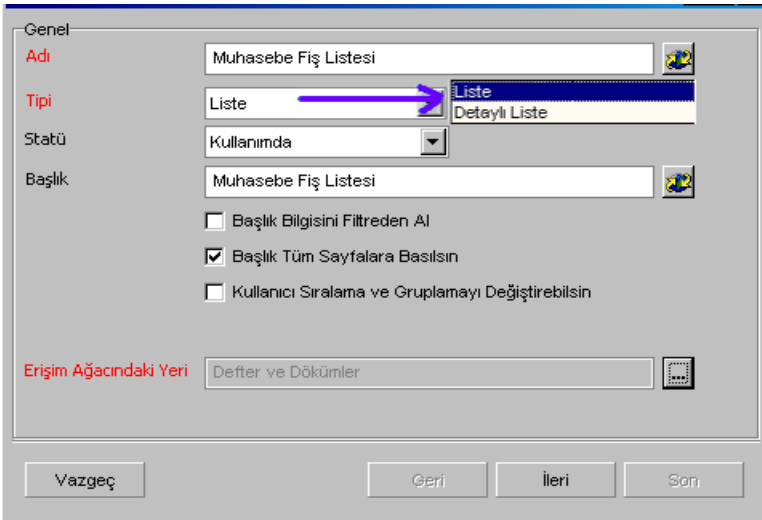 Genel
Adı
Muhasebe Fiş Listesi
Tipi
Liste
Liste
Detaylı Liste
Statü
Kullanımda
Başlık
Muhasebe Fiş Listesi
Başlık Bilgisini Filtreden Al
Başlık Tüm Sayfalara Basılsın
Kullanıcı Sıralama ve Gruplamayı Değiştirebilsin
Erişim Ağacındaki Yeri
Defter ve Dökümler
...
Vazgeç
Geri
İleri
Son